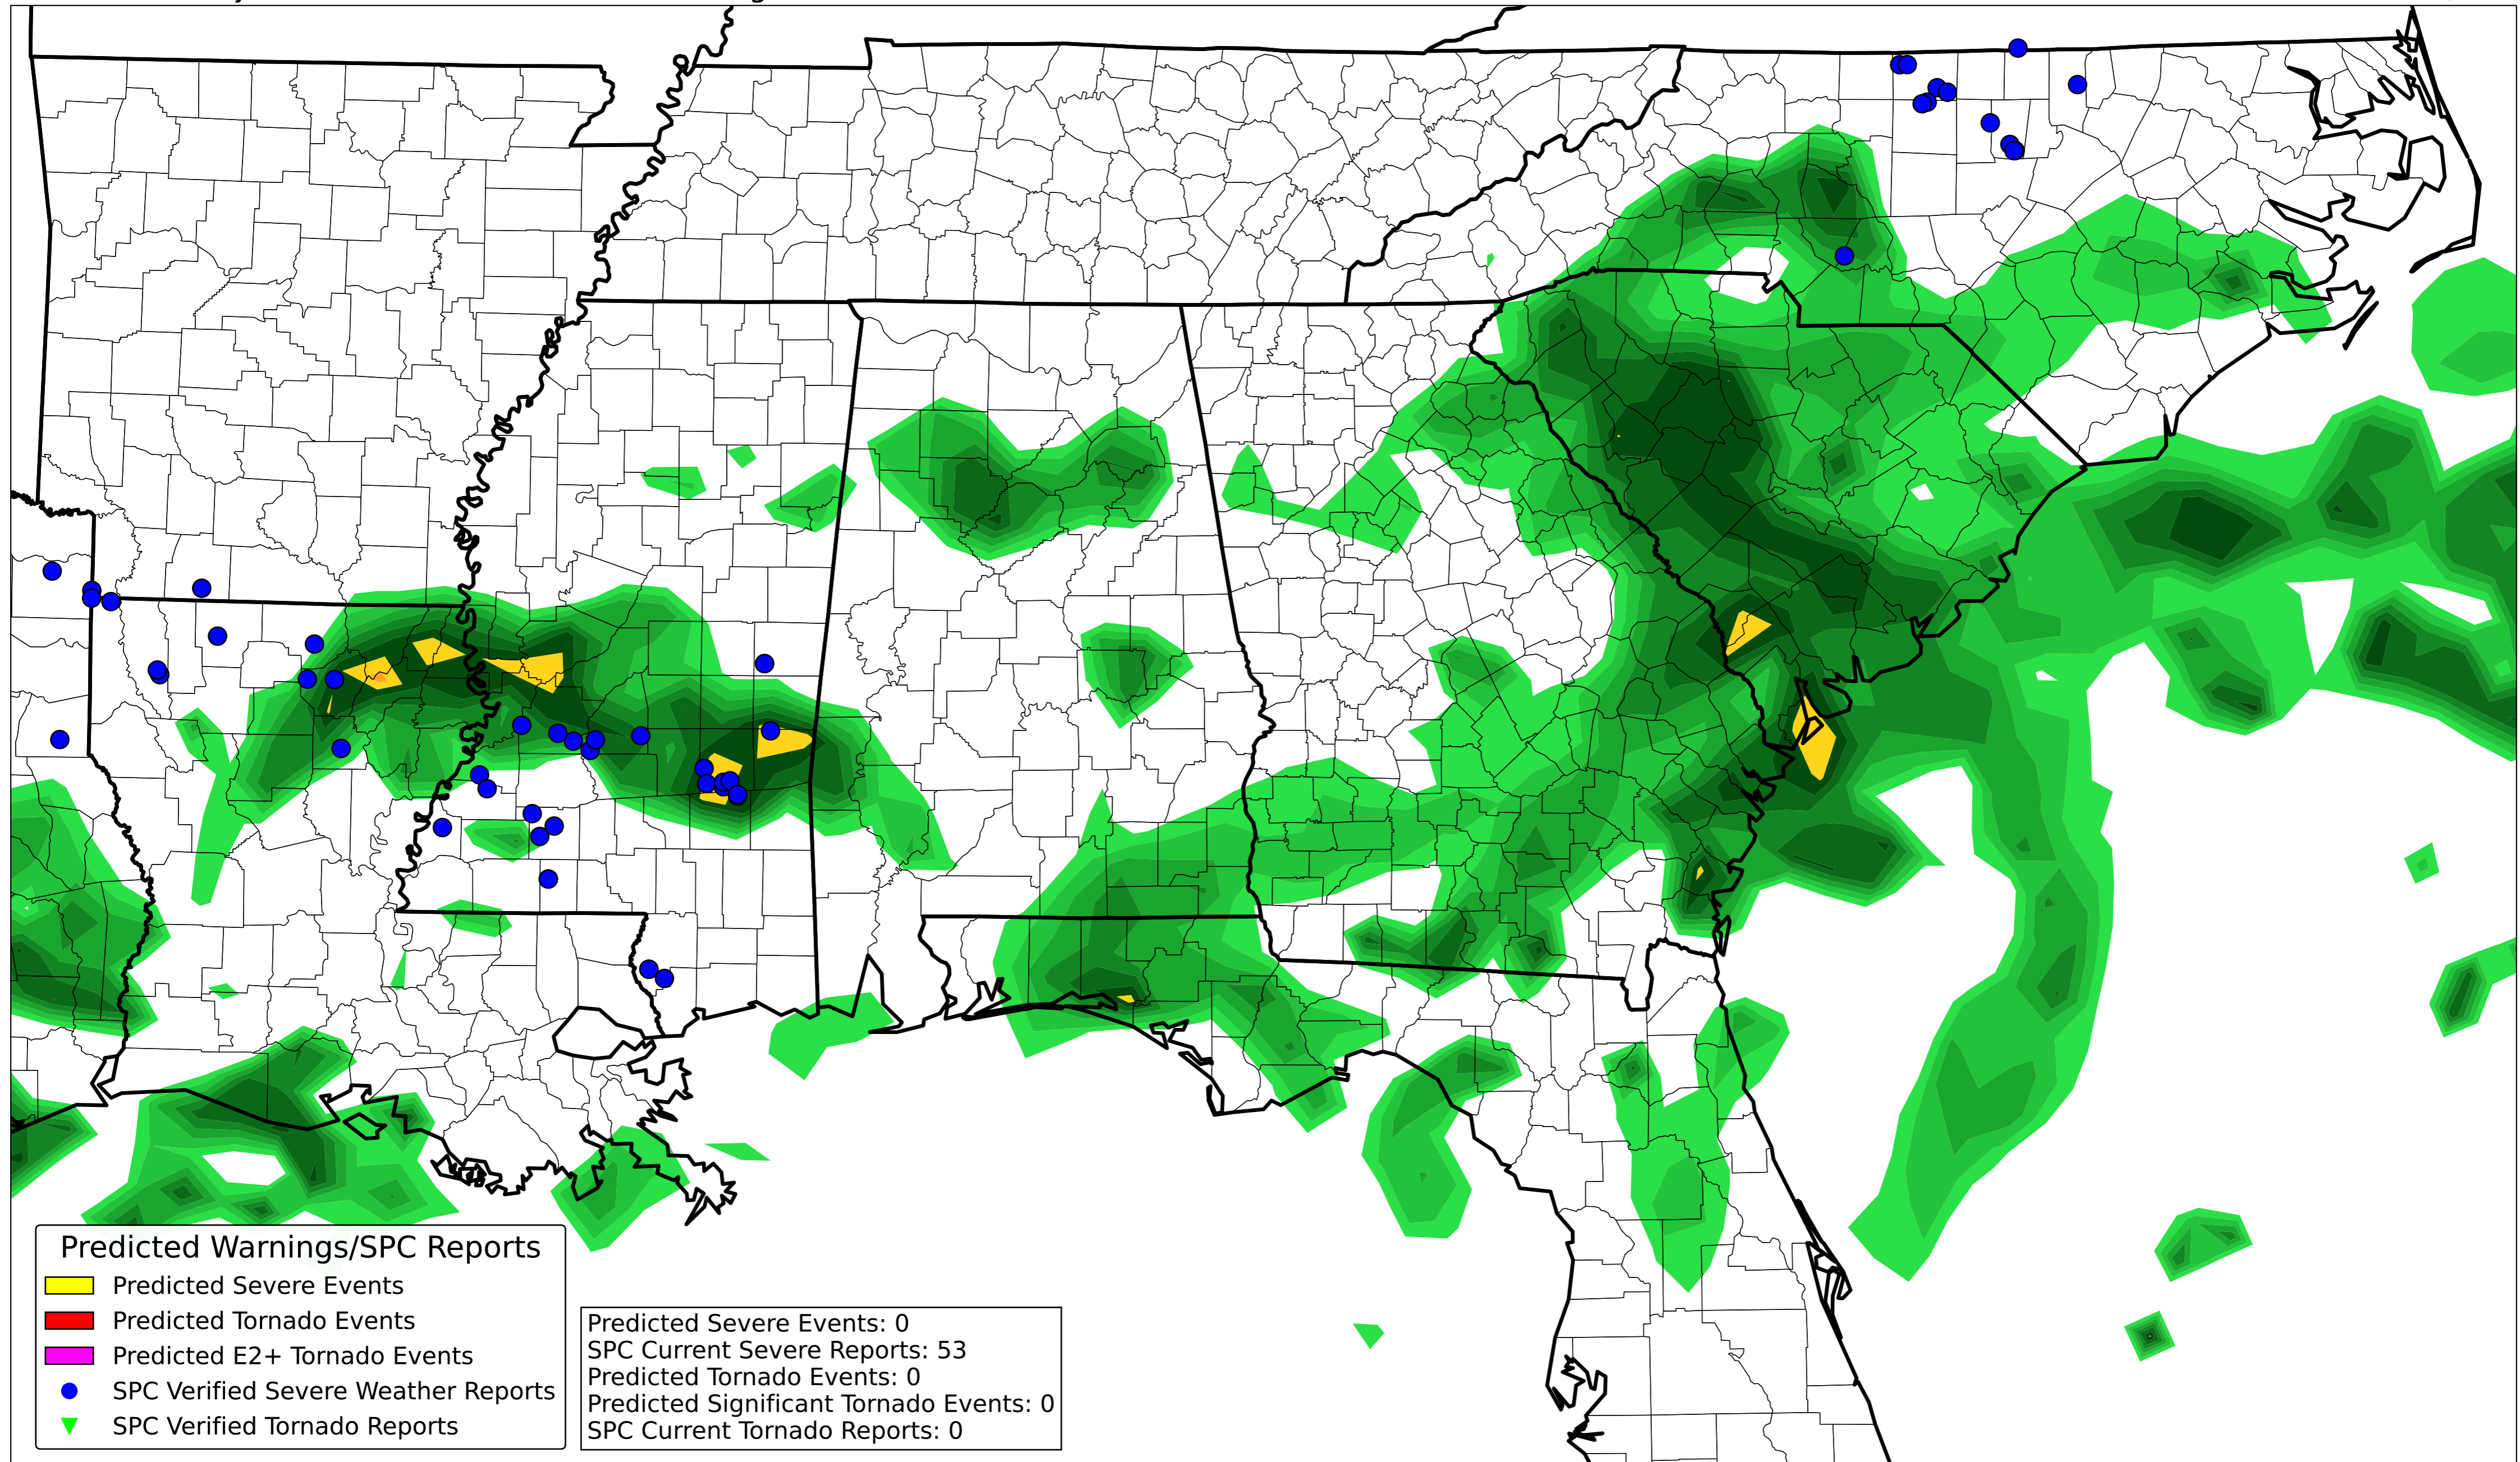 Predicted Warnings/SPC Reports
Predicted Severe Events
Predicted Tornado Events
Predicted E2+ Tornado Events
SPC Verified Severe Weather Reports
SPC Verified Tornado Reports
Predicted Severe Events: 0
SPC Current Severe Reports: 53
Predicted Tornado Events: 0
Predicted Significant Tornado Events: 0
SPC Current Tornado Reports: 0